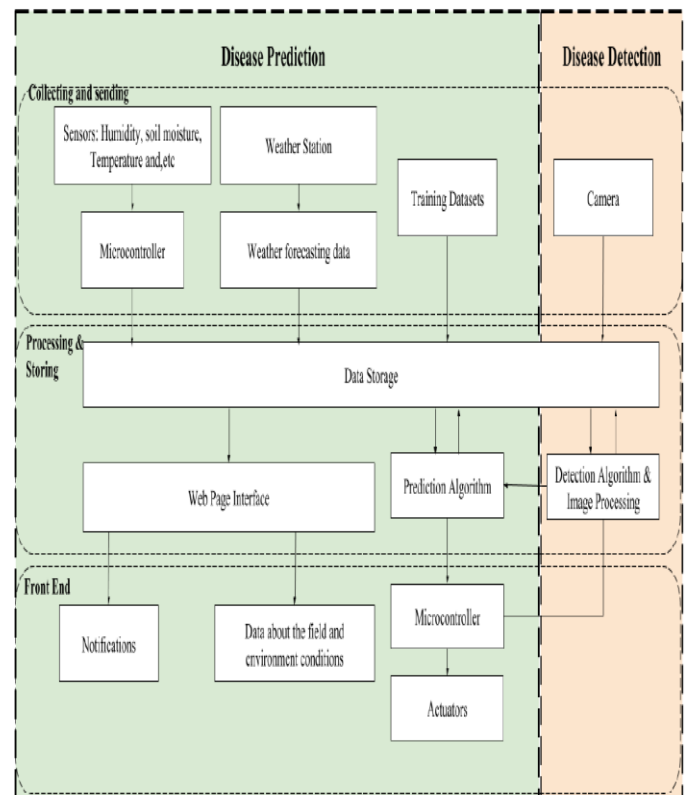 Disease Prediction
Disease Detection
Collecting and sending
Sensors: Humidity, soil moisture,
Temperature and,etc
Weather Station
Training Datasets
Camera
Microcontroller
Weather forecasting data
Processing &
Storing
Data Storage
Web Page Interface
Prediction Algorithm
Detection Algorithm &
Image Processing
Front End
Notifications
Data about the field and
environment conditions
Microcontroller
Actuators